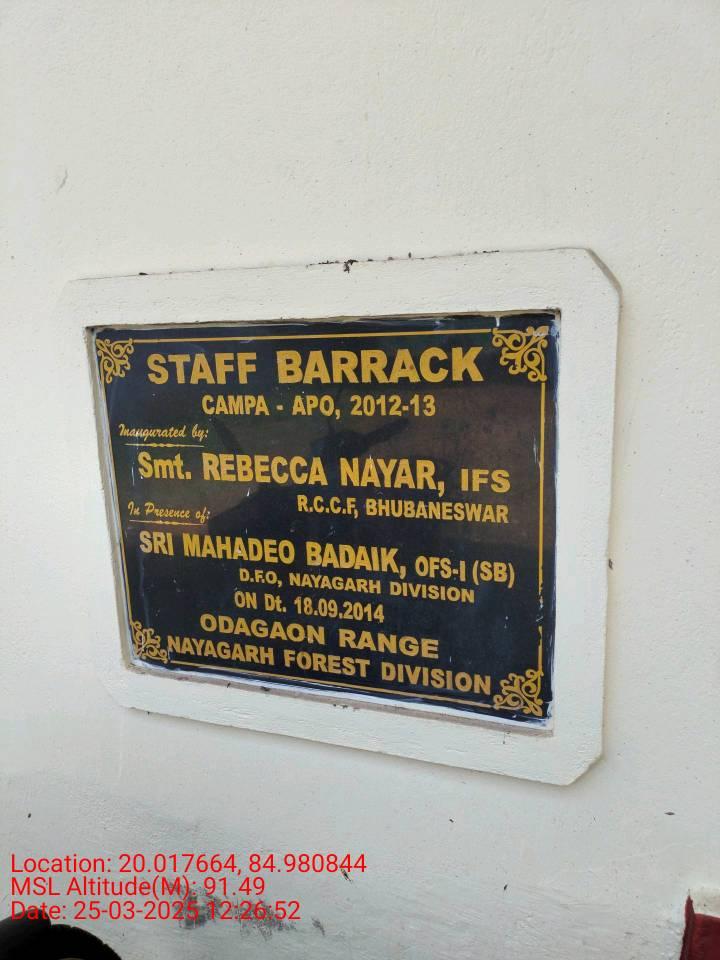 STAFF BARRACK
CAMPA - APO, 2012-13
Inaugurated by:
Smt. REBECCA NAYAR, IFS
R.C.C.F, BHUBANESWAR
In Presence of:
SRI MAHADEO BADAIK, OFS-I (SB)
D.F.O, NAYAGARH DIVISION
ON Dt. 18.09.2014
ODAGAON RANGE
NAYAGARH FOREST DIVISION
Location: 20.017664, 84.980844
MSL Altitude(M): 91.49
Date: 25-03-2025 12:26:52